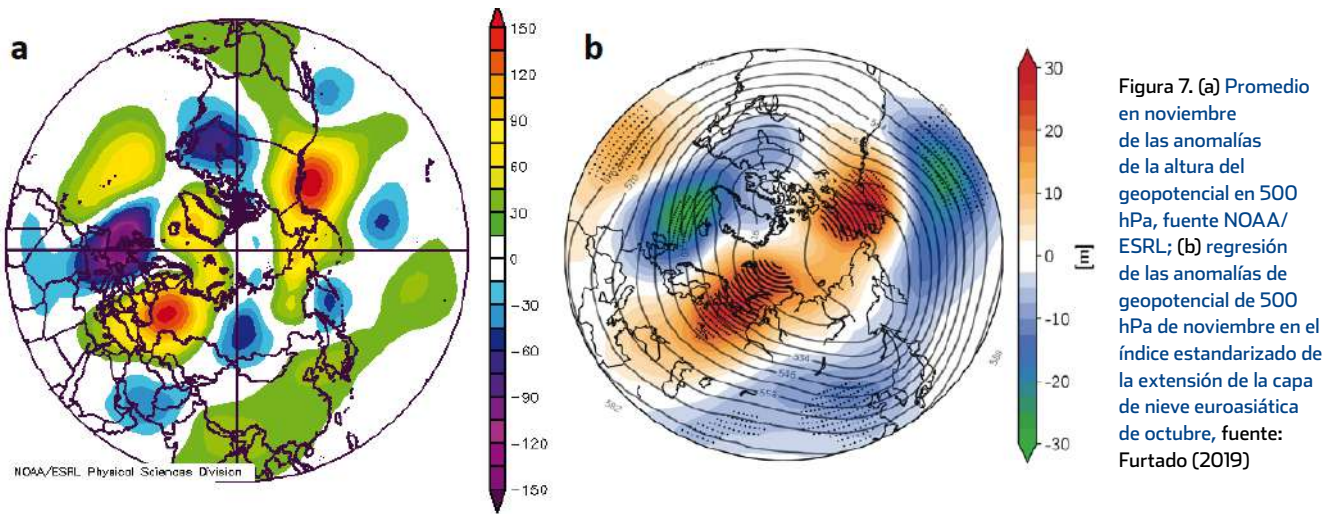 a
150
120
90
60
30
0
-30
-60
-90
-120
-150
NOAA/ESRL Physical Sciences Division
b
30
20
10
0
-10
-20
-30
[m]
582
588
Figura 7. (a) Promedio
en noviembre
de las anomalías
de la altura del
geopotencial en 500
hPa, fuente NOAA/
ESRL; (b) regresión
de las anomalías de
geopotencial de 500
hPa de noviembre en el
índice estandarizado de
la extensión de la capa
de nieve euroasiática
de octubre, fuente:
Furtado (2019)